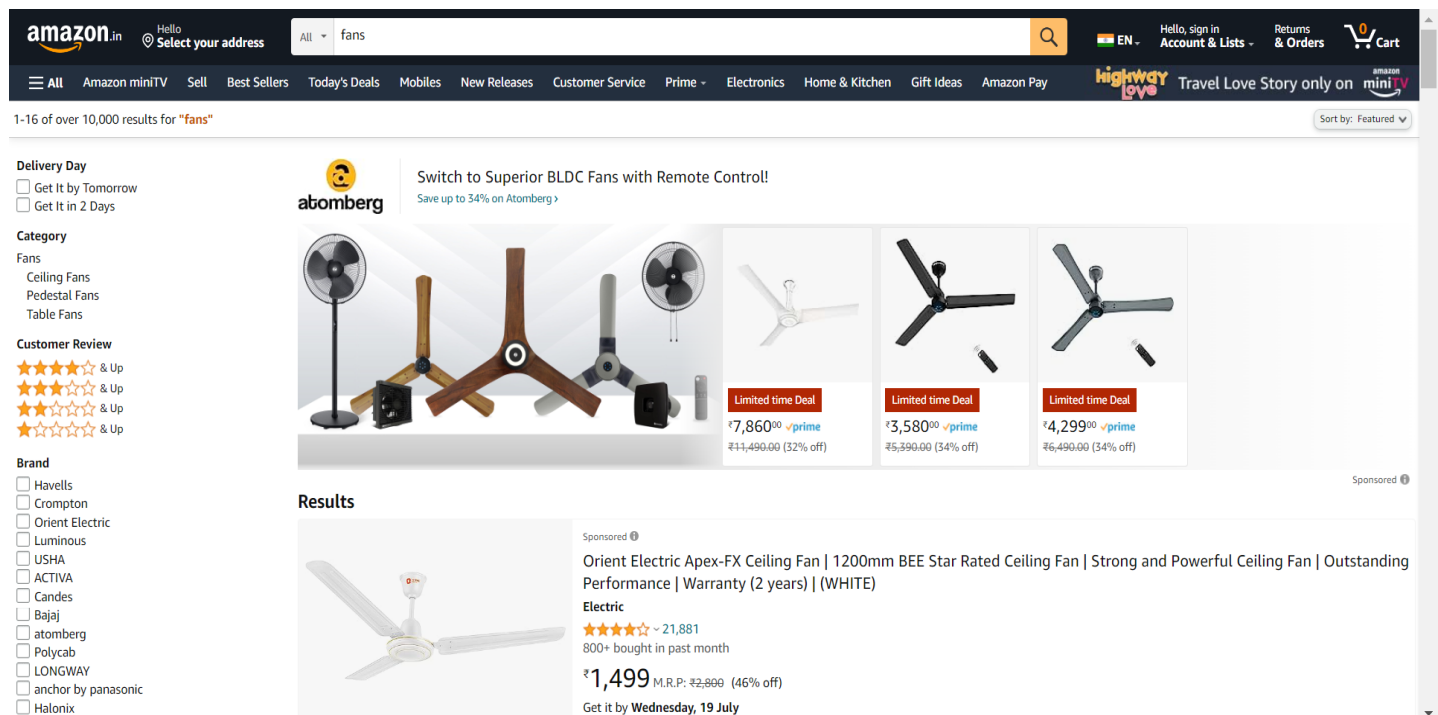 amazon.in
Hello
Select your address
All
fans
EN
Hello, sign in
Account & Lists
Returns
& Orders
0
Cart
All
Amazon miniTV
Sell
Best Sellers
Today's Deals
Mobiles
New Releases
Customer Service
Prime
Electronics
Home & Kitchen
Gift Ideas
Amazon Pay
Highway Love
Travel Love Story only on
amazon
miniTV
1-16 of over 10,000 results for "fans"
Sort by: Featured
Delivery Day
Get It by Tomorrow
Get It in 2 Days
Category
Fans
Ceiling Fans
Pedestal Fans
Table Fans
Customer Review
& Up
& Up
& Up
& Up
Brand
Havells
Crompton
Orient Electric
Luminous
USHA
ACTIVA
Candes
Bajaj
atomberg
Polycab
LONGWAY
anchor by panasonic
Halonix
atomberg
Switch to Superior BLDC Fans with Remote Control!
Save up to 34% on Atomberg ›
Limited time Deal
₹7,860.00 prime
₹11,490.00 (32% off)
Limited time Deal
₹3,580.00 prime
₹5,390.00 (34% off)
Limited time Deal
₹4,299.00 prime
₹6,490.00 (34% off)
Sponsored
Results
Sponsored
Orient Electric Apex-FX Ceiling Fan | 1200mm BEE Star Rated Ceiling Fan | Strong and Powerful Ceiling Fan | Outstanding
Performance | Warranty (2 years) | (WHITE)
Electric
21,881
800+ bought in past month
₹1,499 M.R.P: ₹2,800 (46% off)
Get it by Wednesday, 19 July